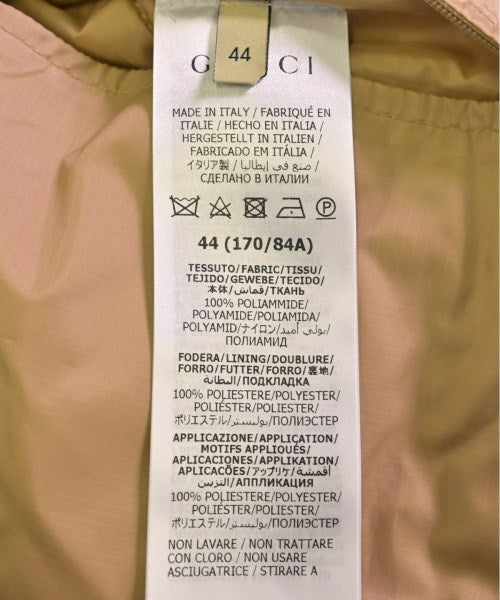 44
G CI
MADE IN ITALY / FABRIQUÉ EN
ITALIE / HECHO EN ITALIA /
HERGESTELLT IN ITALIEN /
FABRICADO EM ITÁLIA /
イタリア製 / صنع في إيطاليا /
СДЕЛАНО В ИТАЛИИ
P
44 (170/84A)
TESSUTO/FABRIC/TISSU/
TEJIDO/GEWEBE/TECIDO/
本体/قماش/ТКАНЬ
100% POLIAMMIDE/
POLYAMIDE/POLIAMIDA/
POLYAMID/ナイロン/بولي أميد/
ПОЛИАМИД
FODERA/LINING/DOUBLURE/
FORRO/FUTTER/FORRO/裏地/
البطانة/ПОДКЛАДКА
100% POLIESTERE/POLYESTER/
POLIÉSTER/POLIESTER/
ポリエステル/بوليستر/ПОЛИЭСТЕР
APPLICAZIONE/APPLICATION/
MOTIFS APPLIQUÉS/
APLICACIONES/APPLIKATION/
APLICAÇÕES/アップリケ/أقمشة
التزيين/АППЛИКАЦИЯ
100% POLIESTERE/POLYESTER/
POLIÉSTER/POLIESTER/
ポリエステル/بوليستر/ПОЛИЭСТЕР
NON LAVARE / NON TRATTARE
CON CLORO / NON USARE
ASCIUGATRICE / STIRARE A